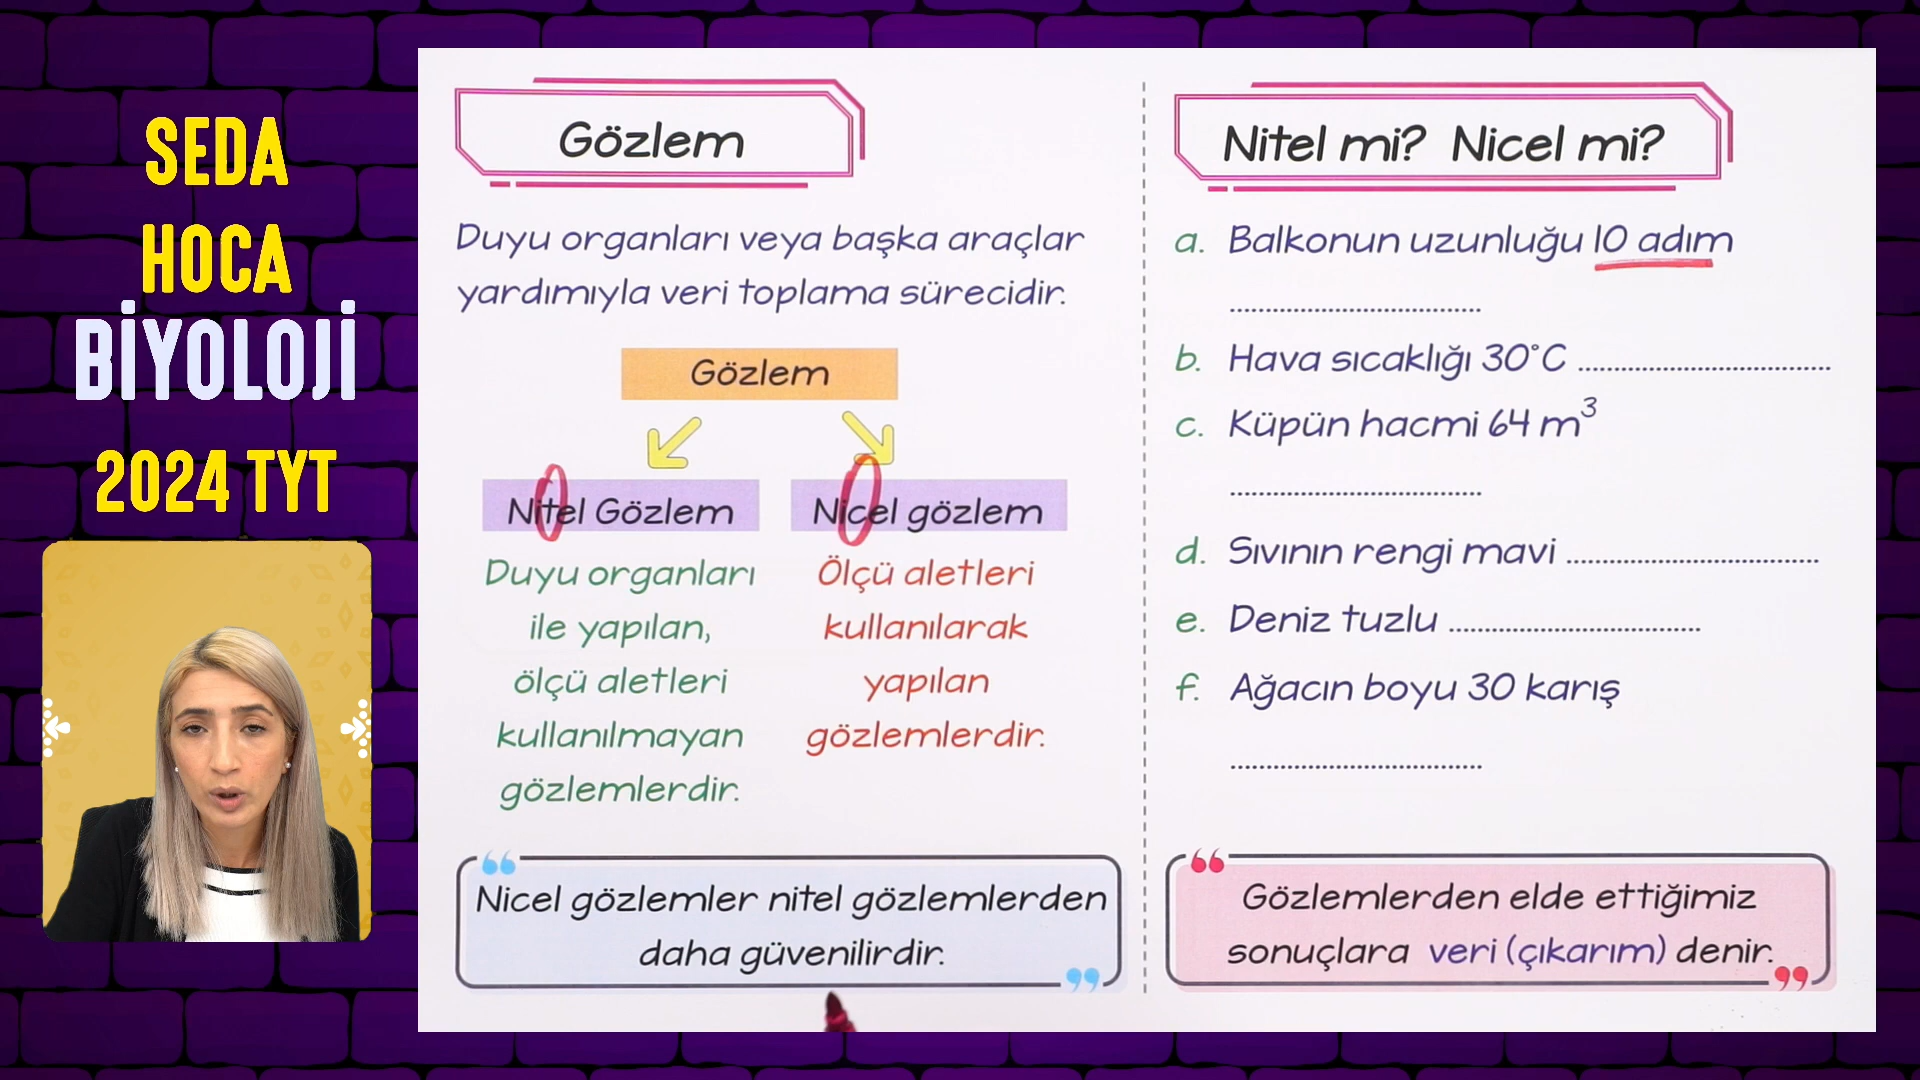 SEDA
HOCA
BİYOLOJİ
2024 TYT
Gözlem
Duyu organları veya başka araçlar
yardımıyla veri toplama sürecidir.
Gözlem
Nitel Gözlem
Duyu organları
ile yapılan,
ölçü aletleri
kullanılmayan
gözlemlerdir.
Nicel gözlem
Ölçü aletleri
kullanılarak
yapılan
gözlemlerdir.
“Nicel gözlemler nitel gözlemlerden
daha güvenilirdir.”
Nitel mi? Nicel mi?
a. Balkonun uzunluğu 10 adım
..................................
b. Hava sıcaklığı 30°C ..................................
c. Küpün hacmi 64 m³
..................................
d. Sıvının rengi mavi ..................................
e. Deniz tuzlu ..................................
f. Ağacın boyu 30 karış
..................................
“Gözlemlerden elde ettiğimiz
sonuçlara veri (çıkarım) denir.”